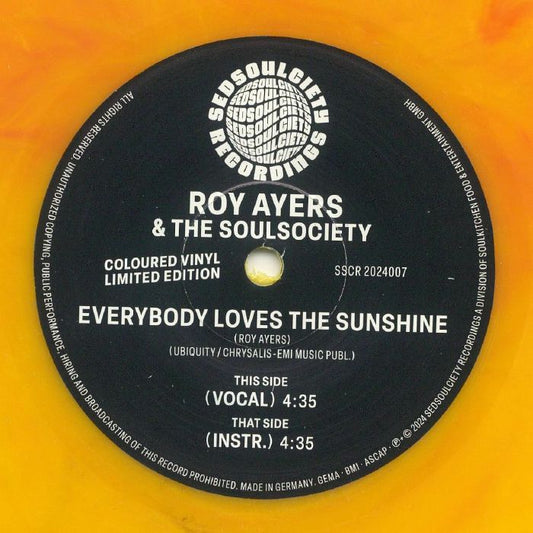 SEDSOULCIETY
RECORDINGS
SEDSOULCIETY
ROY AYERS
& THE SOULSOCIETY
COLOURED VINYL
LIMITED EDITION
SSCR 2024007
EVERYBODY LOVES THE SUNSHINE
(ROY AYERS)
(UBIQUITY / CHRYSALIS-EMI MUSIC PUBL.)
THIS SIDE
(VOCAL) 4:35
THAT SIDE
(INSTR.) 4:35
ALL RIGHTS RESERVED. UNAUTHORIZED COPYING, PUBLIC PERFORMANCE, HIRING AND BROADCASTING OF THIS RECORD PROHIBITED. MADE IN GERMANY. GEMA · BMI · ASCAP · ℗+© 2024 SEDSOULCIETY RECORDINGS A DIVISION OF SOULKITCHEN FOOD & ENTERTAINMENT GMBH